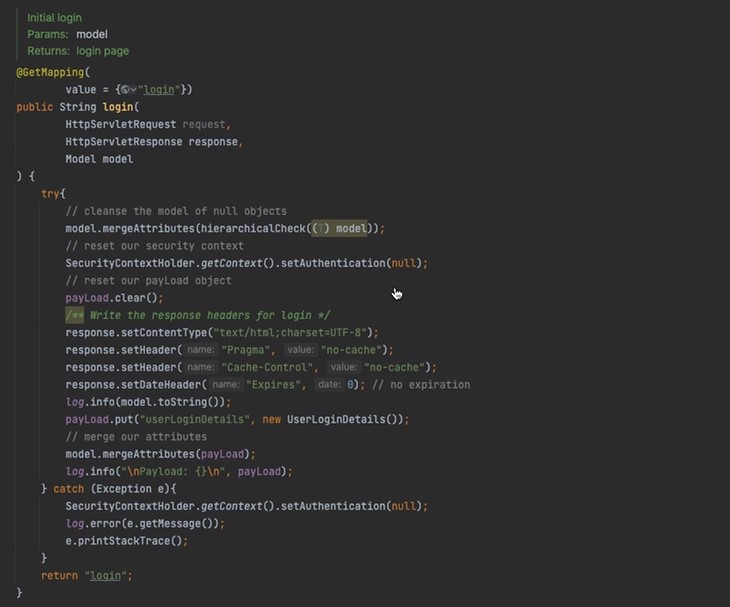 Initial login
Params: model
Returns: login page
@GetMapping(
value = {"login"})
public String login(
HttpServletRequest request,
HttpServletResponse response,
Model model
) {
try{
// cleanse the model of null objects
model.mergeAttributes(hierarchicalCheck((T) model));
// reset our security context
SecurityContextHolder.getContext().setAuthentication(null);
// reset our payLoad object
payLoad.clear();
/** Write the response headers for login */
response.setContentType("text/html;charset=UTF-8");
response.setHeader( name: "Pragma", value: "no-cache");
response.setHeader( name: "Cache-Control", value: "no-cache");
response.setDateHeader( name: "Expires", date: 0); // no expiration
log.info(model.toString());
payLoad.put("userLoginDetails", new UserLoginDetails());
// merge our attributes
model.mergeAttributes(payLoad);
log.info("\nPayload: {}\n", payLoad);
} catch (Exception e){
SecurityContextHolder.getContext().setAuthentication(null);
log.error(e.getMessage());
e.printStackTrace();
}
return "login";
}